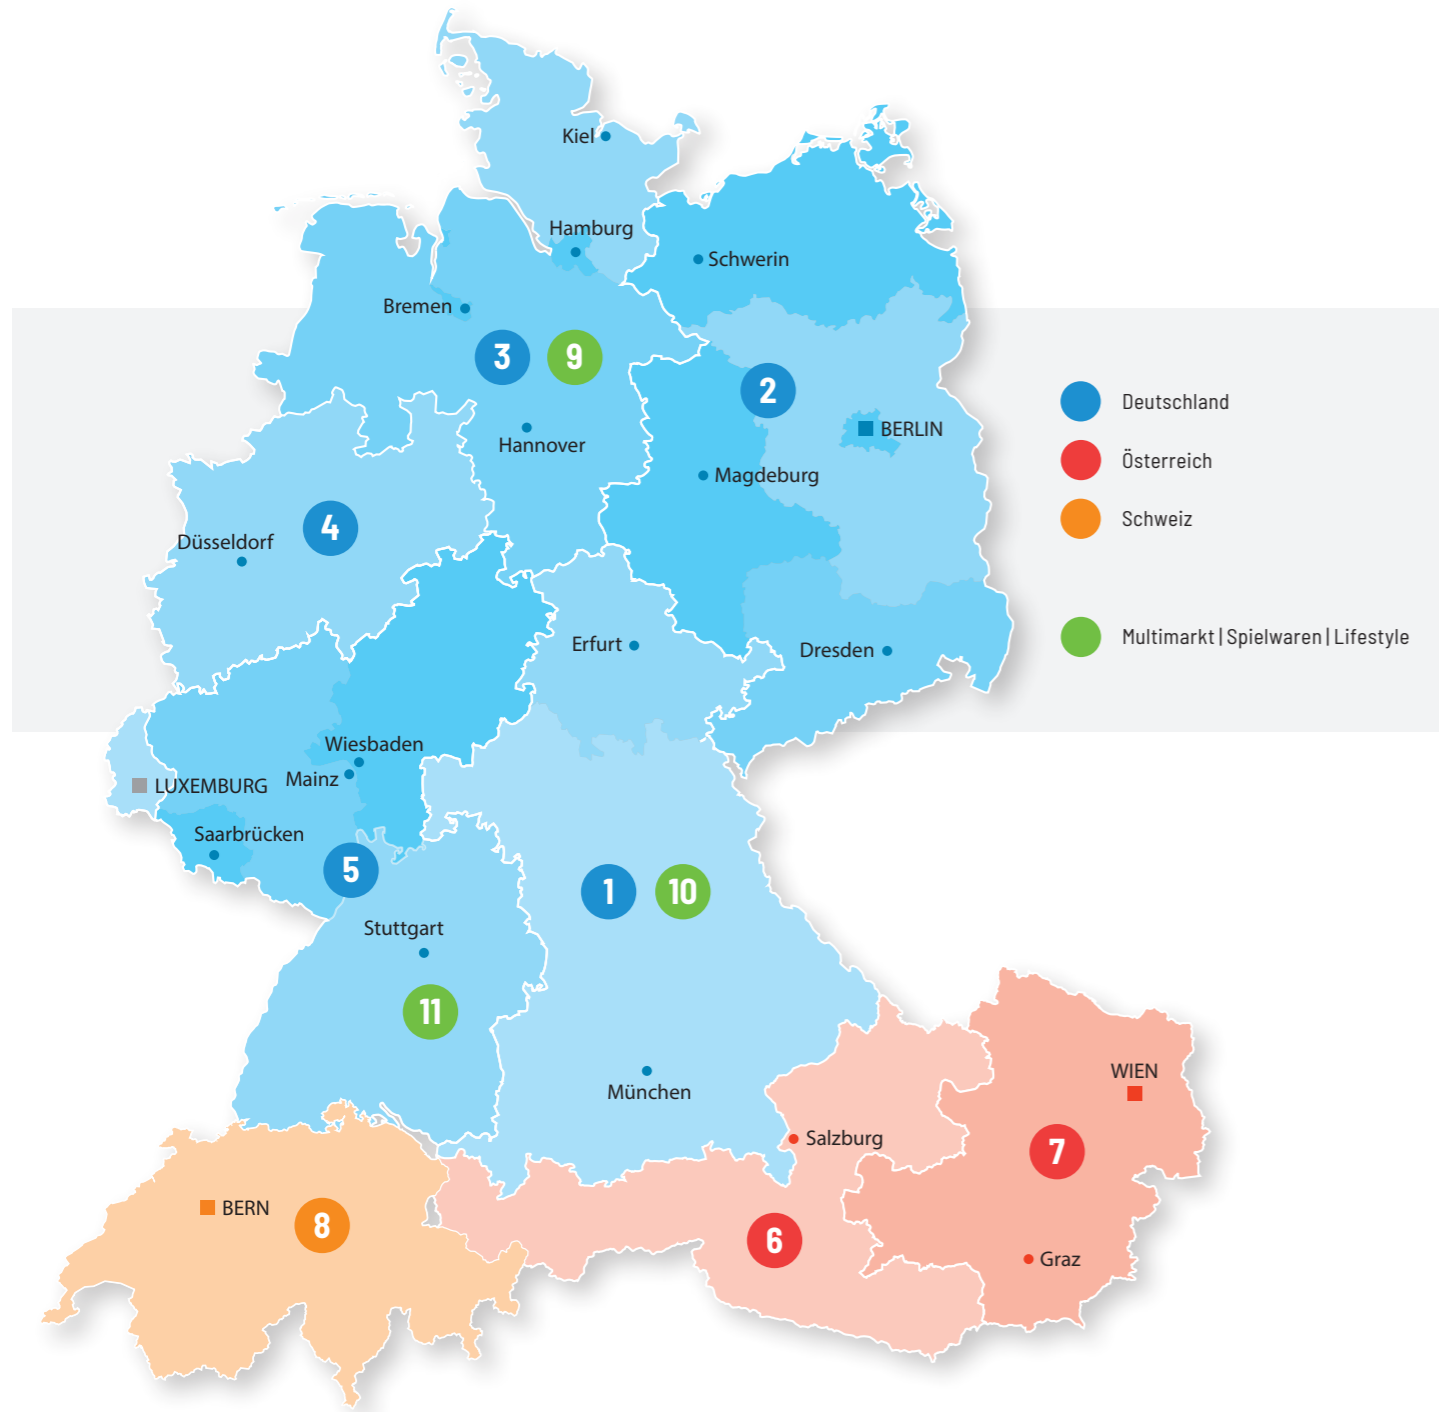 Kiel
Hamburg
Schwerin
Bremen
3
9
2
Deutschland
BERLIN
Hannover
Österreich
Magdeburg
Schweiz
4
Düsseldorf
Erfurt
Dresden
Multimarkt | Spielwaren | Lifestyle
Wiesbaden
LUXEMBURG
Mainz
Saarbrücken
5
1
10
Stuttgart
11
München
WIEN
Salzburg
7
BERN
8
6
Graz